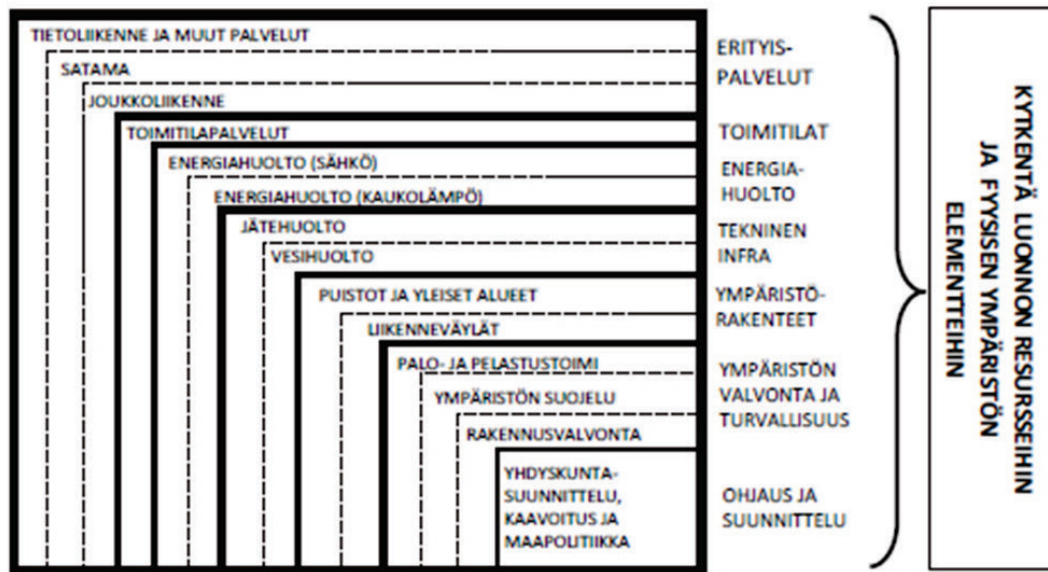 TIETOLIIKENNE JA MUUT PALVELUT
SATAMA
JOUKKOLIIKENNE
TOIMITILAPALVELUT
ENERGIAHUOLTO (SÄHKÖ)
ENERGIAHUOLTO (KAUKOLÄMPÖ)
JÄTEHUOLTO
VESIHUOLTO
PUISTOT JA YLEISET ALUEET
LIIKENNEVÄYLÄT
PALO- JA PELASTUSTOIMI
YMPÄRISTÖN SUOJELU
RAKENNUSVALVONTA
YHDYSKUNTA-
SUUNNITTELU,
KAAVOITUS JA
MAAPOLITIIKKA
ERITYIS-
PALVELUT
TOIMITILAT
ENERGIA-
HUOLTO
TEKNINEN
INFRA
YMPÄRISTÖ-
RAKENTEET
YMPÄRISTÖN
VALVONTA JA
TURVALLISUUS
OHJAUS JA
SUUNNITTELU
KYTKENTÄ LUONNON RESURSSEIHIN
JA FYYSISEN YMPÄRISTÖN
ELEMENTTEIHIN